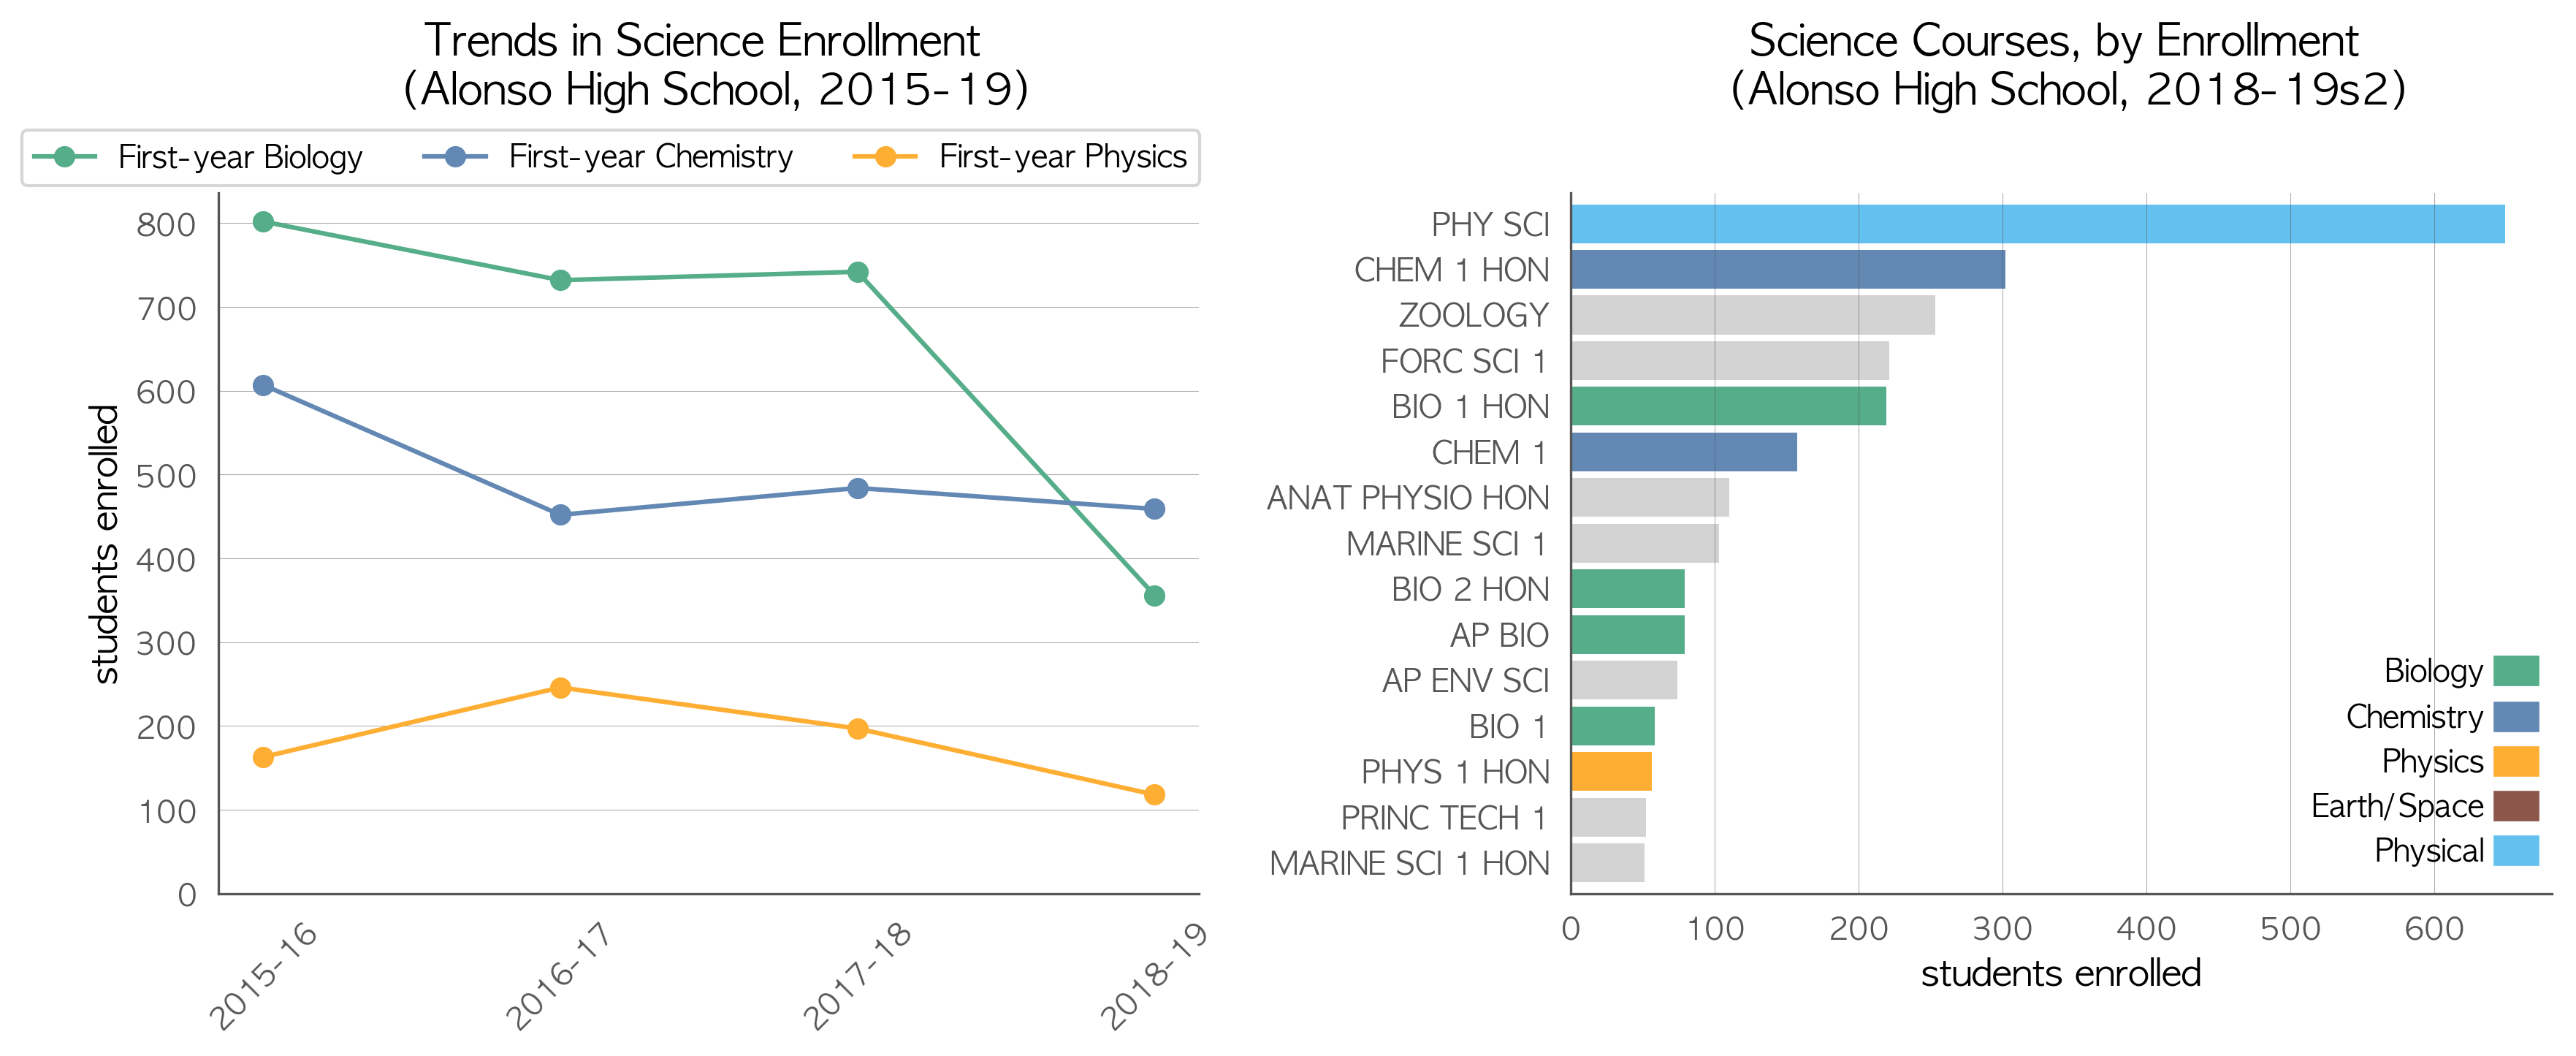 Trends in Science Enrollment
(Alonso High School, 2015-19)
First-year Biology
First-year Chemistry
First-year Physics
students enrolled
800
700
600
500
400
300
200
100
0
2015-16
2016-17
2017-18
2018-19
Science Courses, by Enrollment
(Alonso High School, 2018-19s2)
PHY SCI
CHEM 1 HON
ZOOLOGY
FORC SCI 1
BIO 1 HON
CHEM 1
ANAT PHYSIO HON
MARINE SCI 1
BIO 2 HON
AP BIO
AP ENV SCI
BIO 1
PHYS 1 HON
PRINC TECH 1
MARINE SCI 1 HON
Biology
Chemistry
Physics
Earth/Space
Physical
0 100 200 300 400 500 600
students enrolled